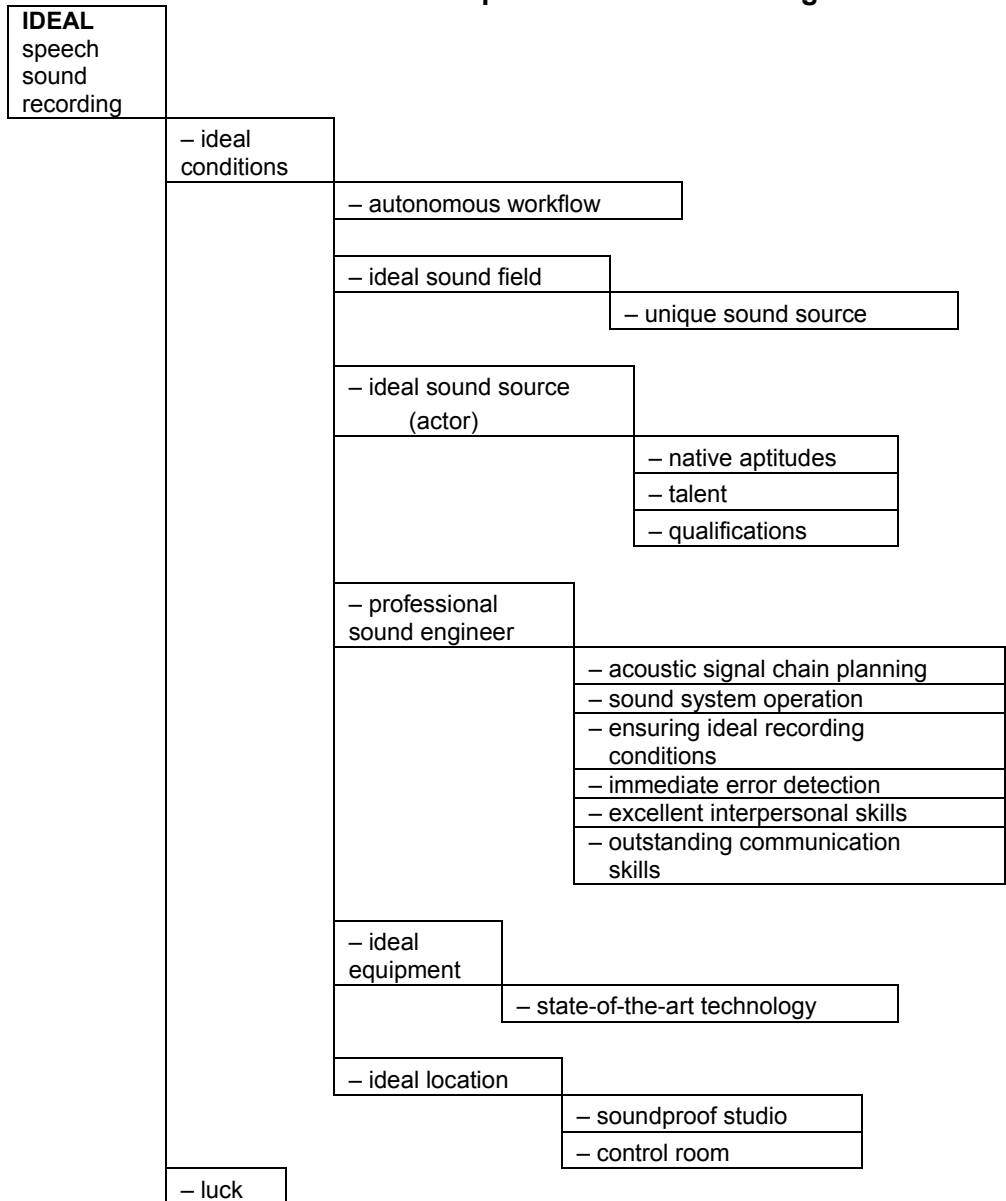 IDEAL
speech
sound
recording
– ideal
conditions
– autonomous workflow
– ideal sound field
– unique sound source
– ideal sound source
(actor)
– native aptitudes
– talent
– qualifications
– professional
sound engineer
– acoustic signal chain planning
– sound system operation
– ensuring ideal recording
conditions
– immediate error detection
– excellent interpersonal skills
– outstanding communication
skills
– ideal
equipment
– state-of-the-art technology
– ideal location
– soundproof studio
– control room
– luck